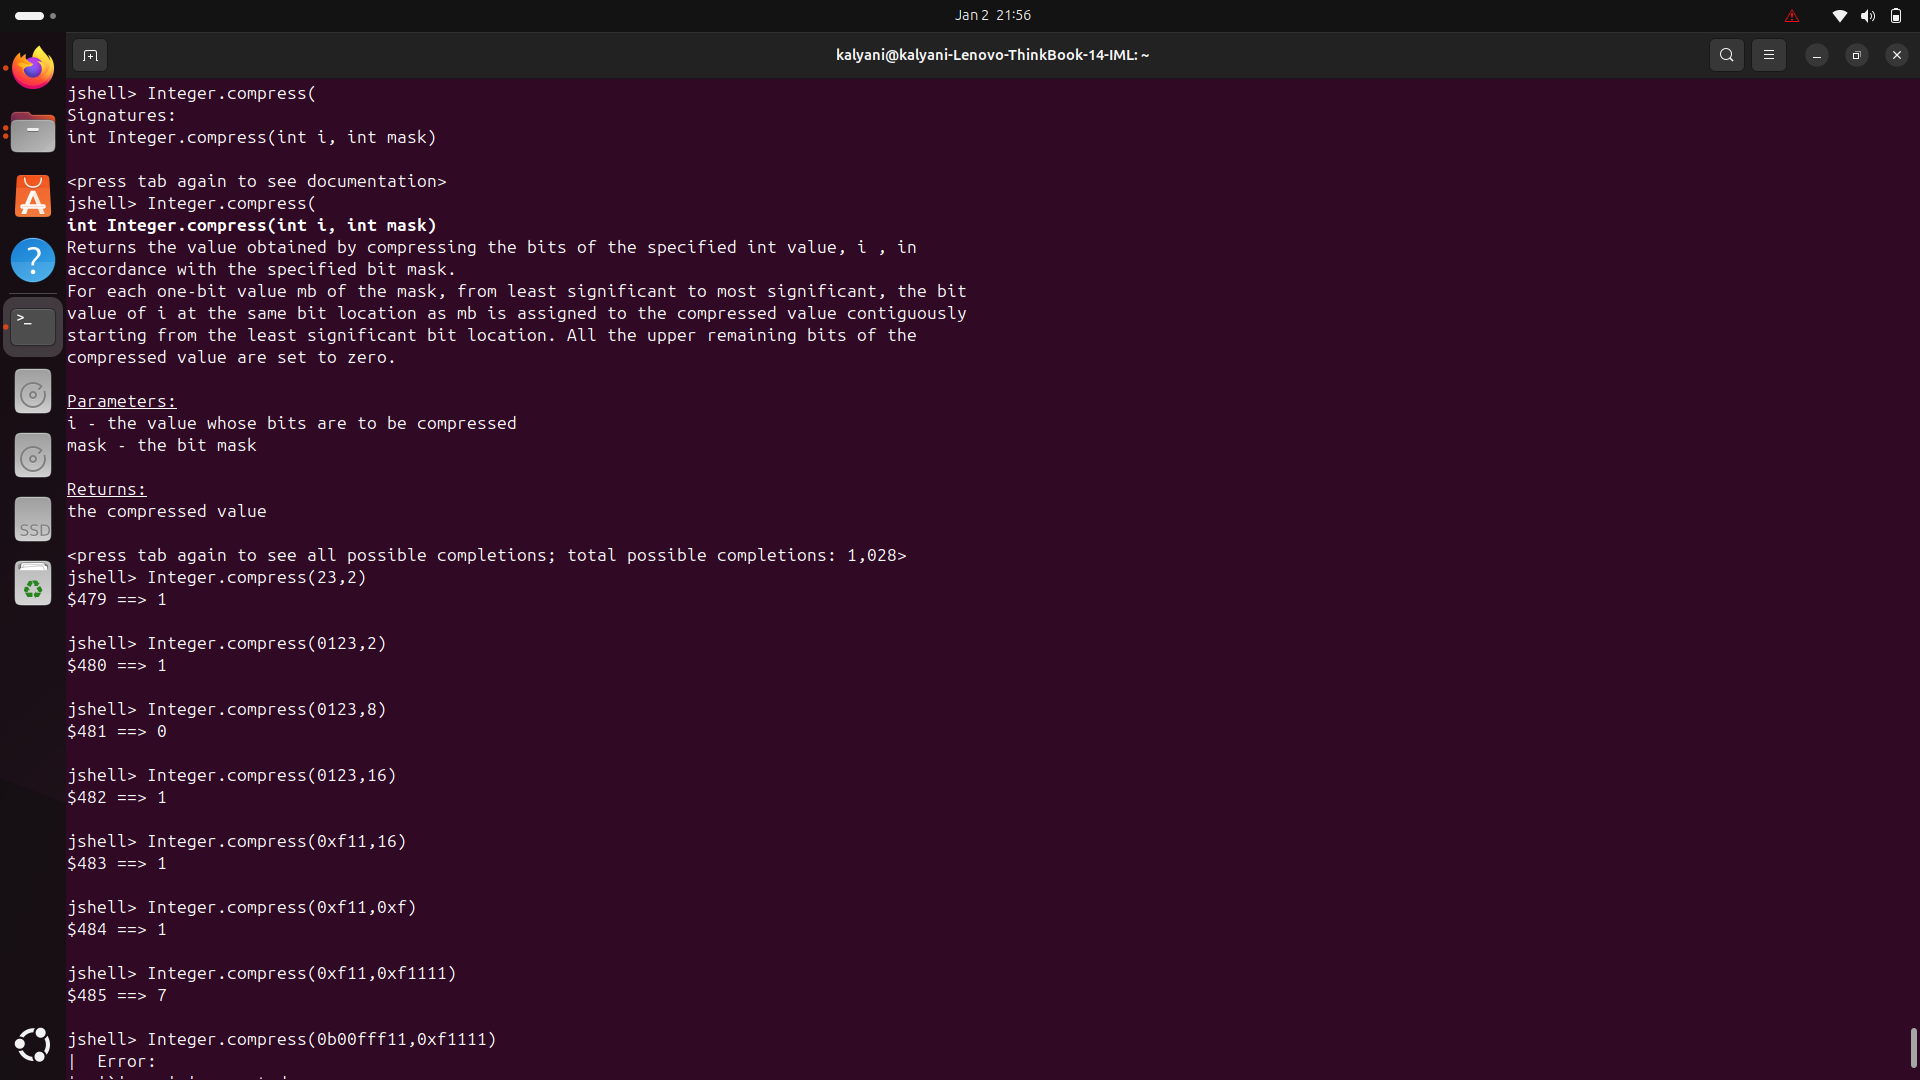 Jan 2 21:56
kalyani@kalyani-Lenovo-ThinkBook-14-IML: ~
jshell> Integer.compress(
Signatures:
int Integer.compress(int i, int mask)
<press tab again to see documentation>
jshell> Integer.compress(
int Integer.compress(int i, int mask)
Returns the value obtained by compressing the bits of the specified int value, i , in
accordance with the specified bit mask.
For each one-bit value mb of the mask, from least significant to most significant, the bit
value of i at the same bit location as mb is assigned to the compressed value contiguously
starting from the least significant bit location. All the upper remaining bits of the
compressed value are set to zero.
Parameters:
i - the value whose bits are to be compressed
mask - the bit mask
Returns:
the compressed value
<press tab again to see all possible completions; total possible completions: 1,028>
jshell> Integer.compress(23,2)
$479 ==> 1
jshell> Integer.compress(0123,2)
$480 ==> 1
jshell> Integer.compress(0123,8)
$481 ==> 0
jshell> Integer.compress(0123,16)
$482 ==> 1
jshell> Integer.compress(0xf11,16)
$483 ==> 1
jshell> Integer.compress(0xf11,0xf)
$484 ==> 1
jshell> Integer.compress(0xf11,0xf1111)
$485 ==> 7
jshell> Integer.compress(0b00fff11,0xf1111)
| Error:
SSD